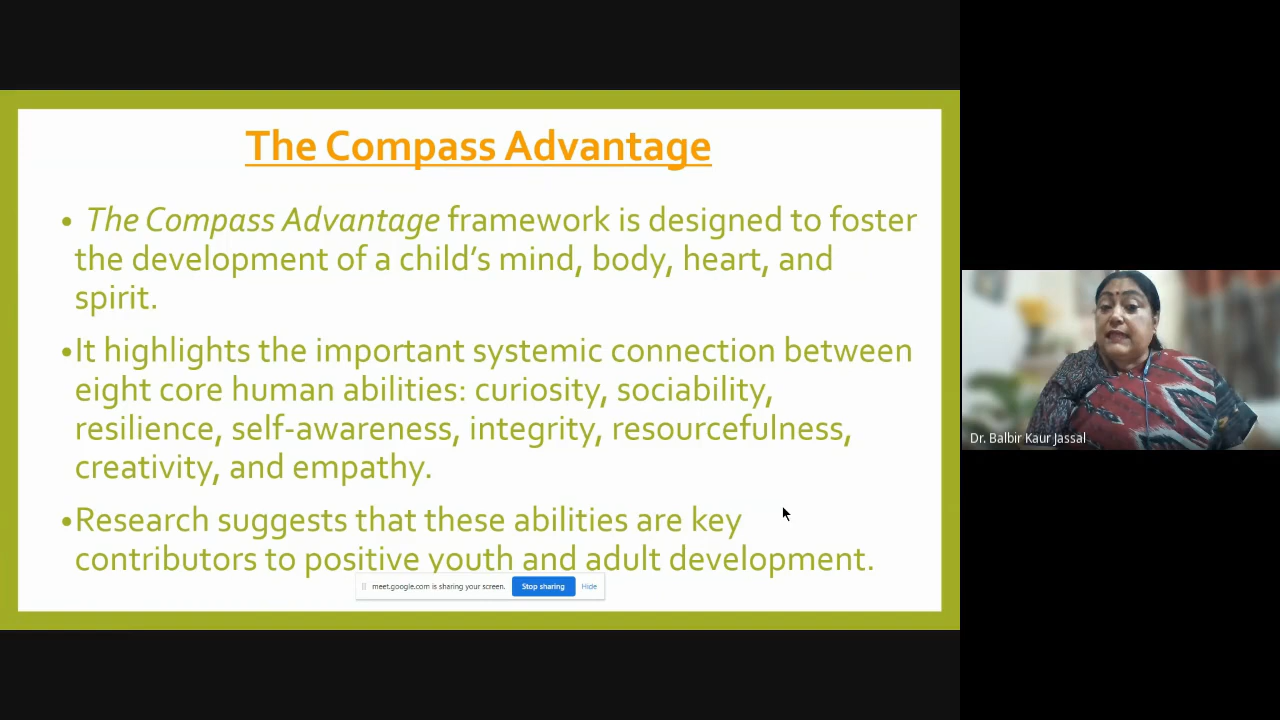 The Compass Advantage
• The Compass Advantage framework is designed to foster
the development of a child’s mind, body, heart, and
spirit.
•It highlights the important systemic connection between
eight core human abilities: curiosity, sociability,
resilience, self-awareness, integrity, resourcefulness,
creativity, and empathy.
•Research suggests that these abilities are key
contributors to positive youth and adult development.
meet.google.com is sharing your screen. Stop sharing Hide
Dr. Balbir Kaur Jassal